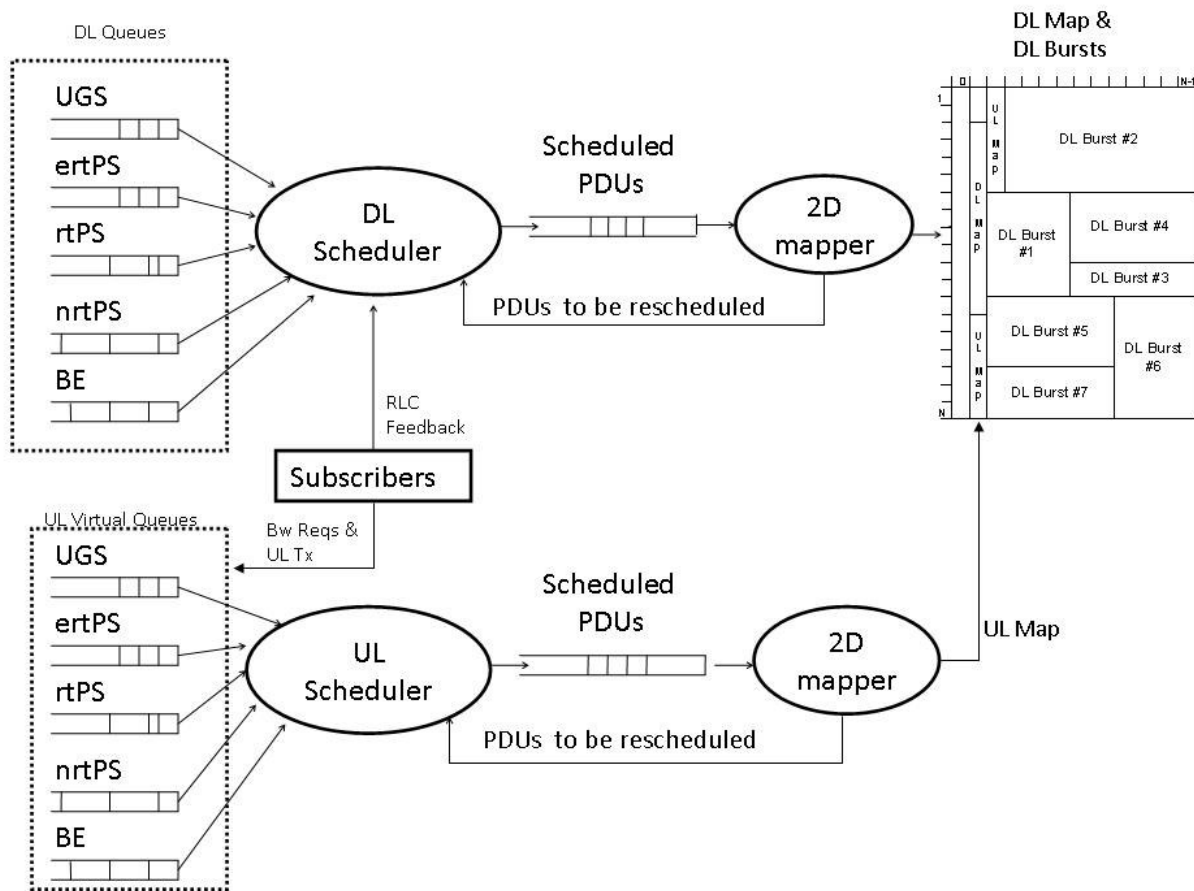 DL Queues
UGS
ertPS
rtPS
nrtPS
BE
DL
Scheduler
Scheduled
PDUs
2D
mapper
PDUs to be rescheduled
RLC
Feedback
Subscribers
Bw Reqs &
UL Tx
DL Map &
DL Bursts
0
N-1
1
N
UL Map
DL Map
UL Map
DL Burst #2
DL Burst
#1
DL Burst #4
DL Burst #3
DL Burst #5
DL Burst
#6
DL Burst #7
UL Virtual Queues
UGS
ertPS
rtPS
nrtPS
BE
UL
Scheduler
Scheduled
PDUs
2D
mapper
PDUs to be rescheduled
UL Map